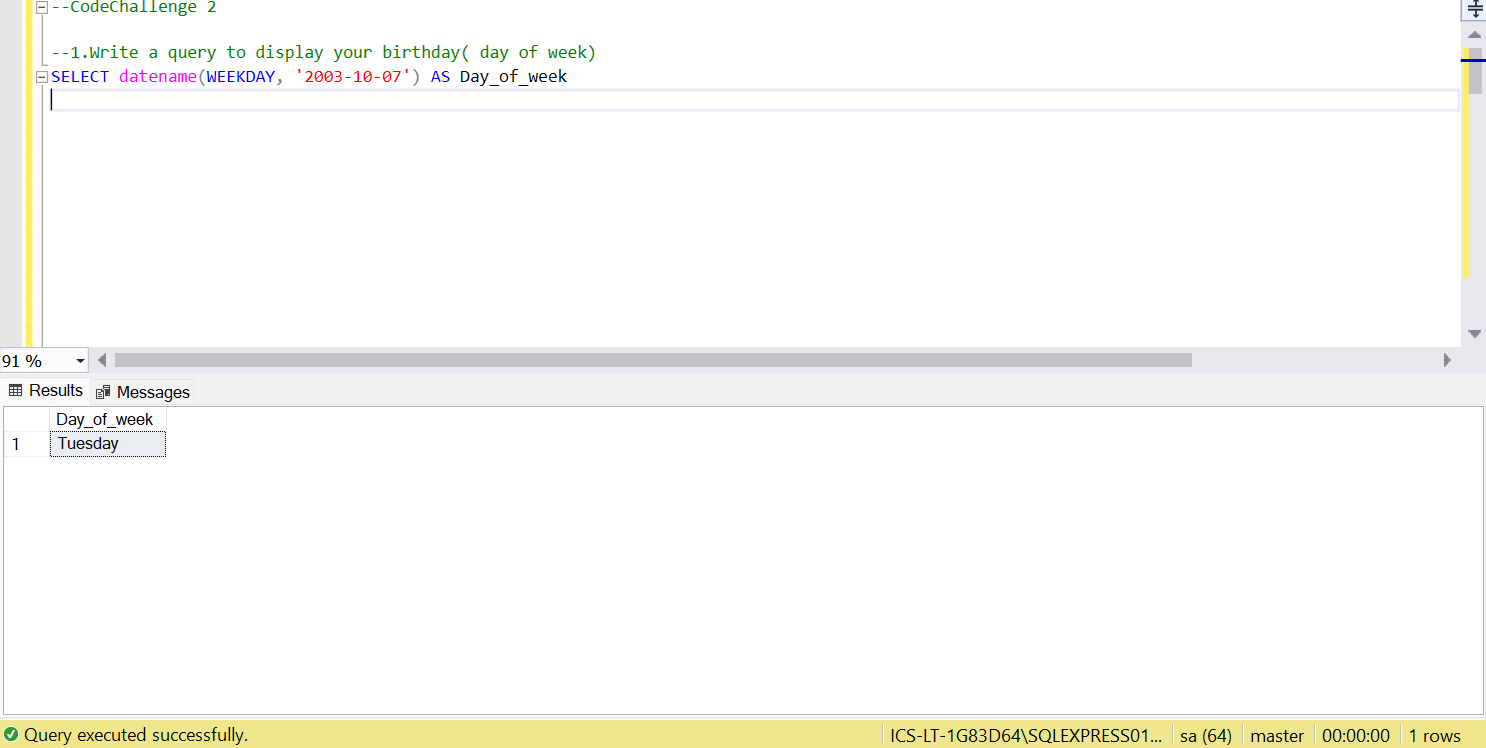 --CodeChallenge 2
--1.Write a query to display your birthday( day of week)
SELECT datename(WEEKDAY, '2003-10-07') AS Day_of_week
91 %
Results
Messages
Day_of_week
1 Tuesday
Query executed successfully.
ICS-LT-1G83D64\SQLEXPRESS01... sa (64) master 00:00:00 1 rows